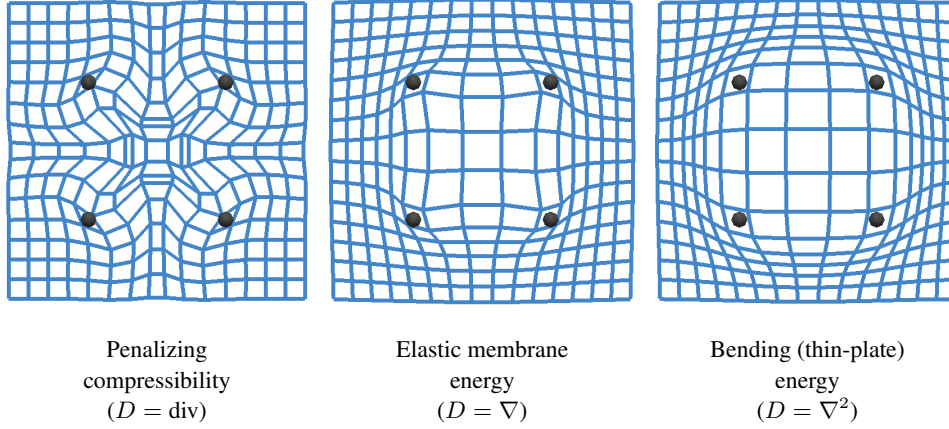 Penalizing
compressibility
(D = div)
Elastic membrane
energy
(D = ∇)
Bending (thin-plate)
energy
(D = ∇²)